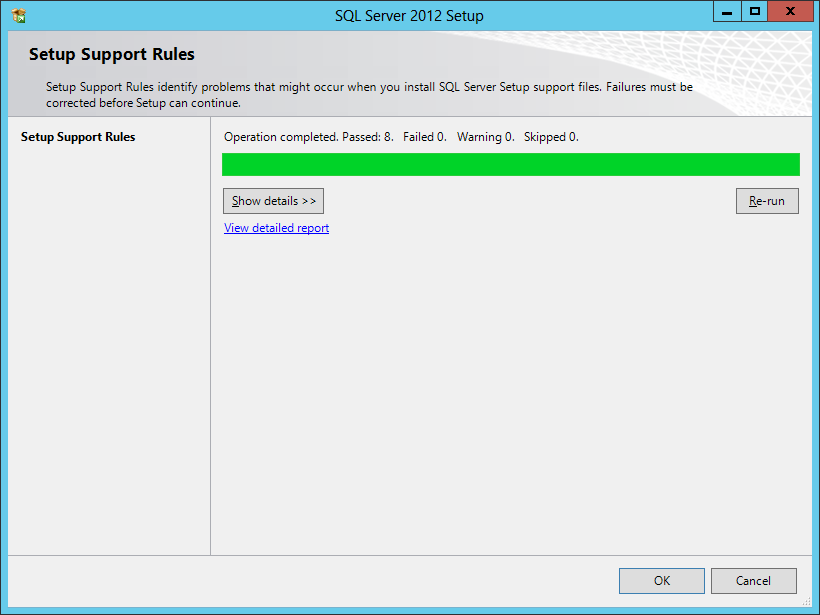 SQL Server 2012 Setup
Setup Support Rules
Setup Support Rules identify problems that might occur when you install SQL Server Setup support files. Failures must be
corrected before Setup can continue.
Setup Support Rules
Operation completed. Passed: 8.   Failed 0.   Warning 0.   Skipped 0.
Show details >>
Re-run
View detailed report
OK
Cancel